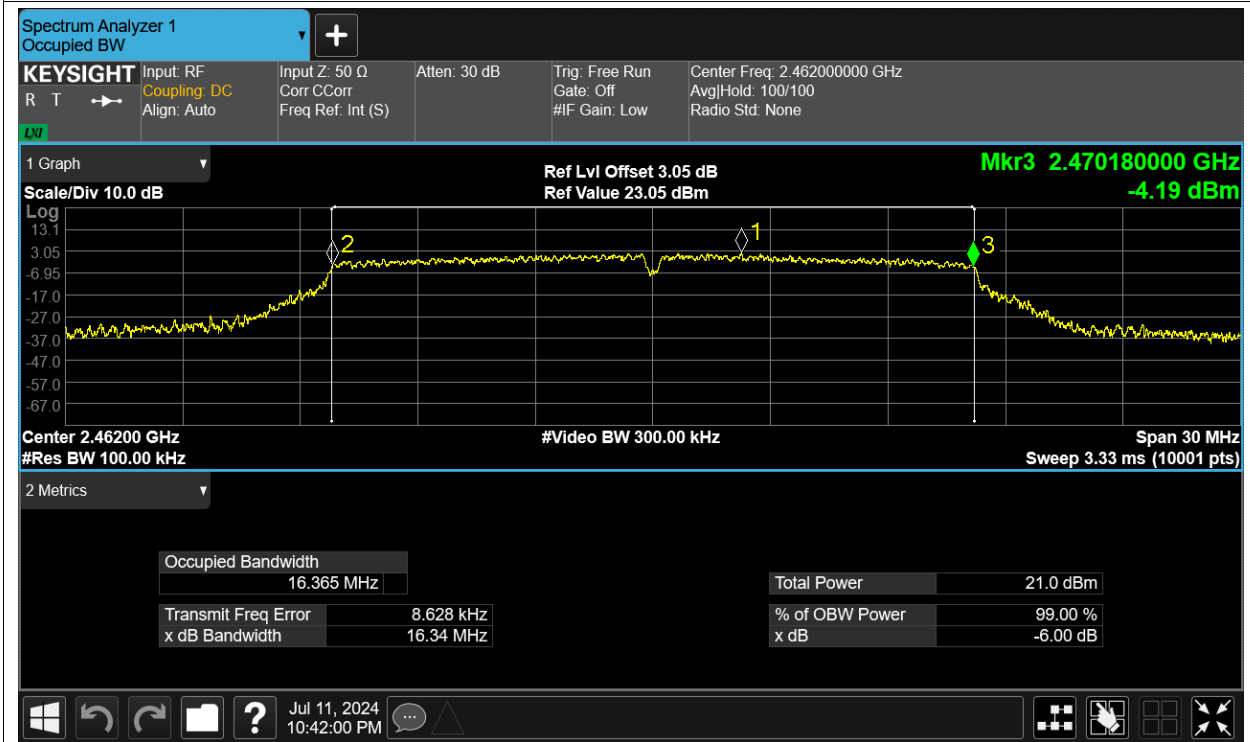 Spectrum Analyzer 1
Occupied BW
▼
+
KEYSIGHT
R T
LXI
Input: RF
Coupling: DC
Align: Auto
Input Z: 50 Ω
Corr CCorr
Freq Ref: Int (S)
Atten: 30 dB
Trig: Free Run
Gate: Off
#IF Gain: Low
Center Freq: 2.462000000 GHz
Avg|Hold: 100/100
Radio Std: None
1 Graph ▼
Scale/Div 10.0 dB
Ref Lvl Offset 3.05 dB
Ref Value 23.05 dBm
Mkr3 2.470180000 GHz
-4.19 dBm
Log
13.1
3.05
-6.95
-17.0
-27.0
-37.0
-47.0
-57.0
-67.0
2
1
3
Center 2.46200 GHz
#Res BW 100.00 kHz
#Video BW 300.00 kHz
Span 30 MHz
Sweep 3.33 ms (10001 pts)
2 Metrics ▼
Occupied Bandwidth
16.365 MHz
Transmit Freq Error 8.628 kHz
x dB Bandwidth 16.34 MHz
Total Power 21.0 dBm
% of OBW Power 99.00 %
x dB -6.00 dB
?
Jul 11, 2024
10:42:00 PM
...